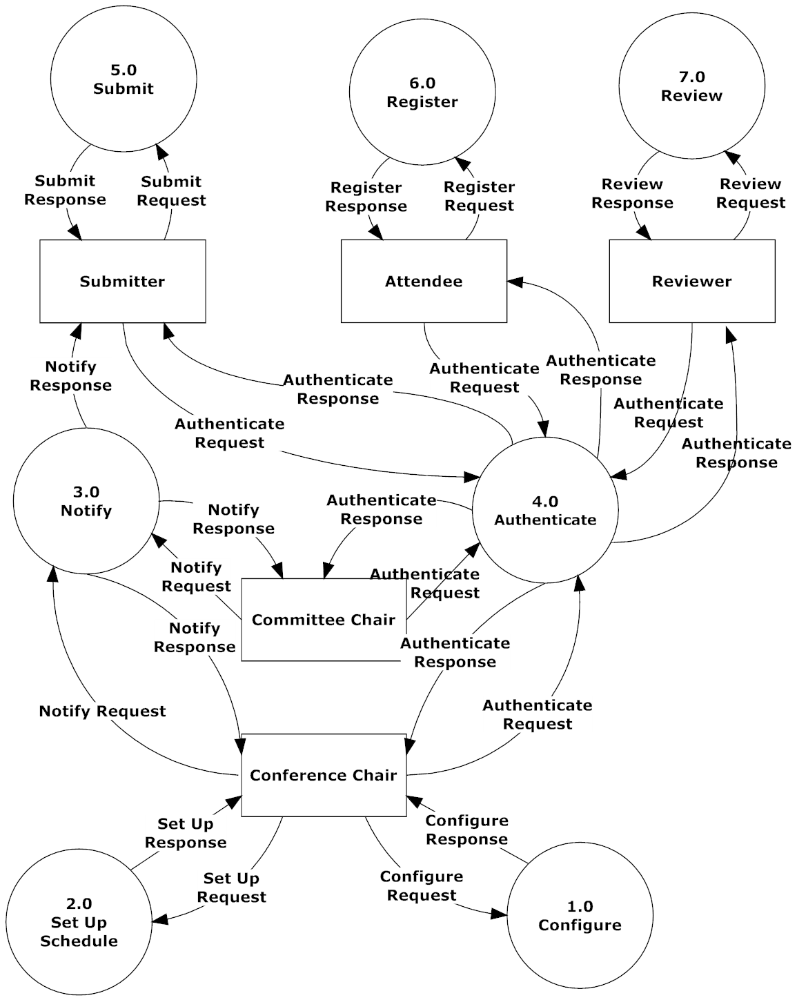 5.0
Submit
6.0
Register
7.0
Review
Submit
Response
Submit
Request
Register
Response
Register
Request
Review
Response
Review
Request
Submitter
Attendee
Reviewer
Notify
Response
Authenticate
Response
Authenticate
Request
Authenticate
Response
Authenticate
Request
Authenticate
Request
Authenticate
Response
3.0
Notify
Notify
Response
Authenticate
Response
4.0
Authenticate
Notify
Request
Authenticate
Request
Committee Chair
Notify
Response
Authenticate
Response
Notify Request
Authenticate
Request
Conference Chair
Set Up
Response
Configure
Response
Set Up
Request
Configure
Request
2.0
Set Up
Schedule
1.0
Configure